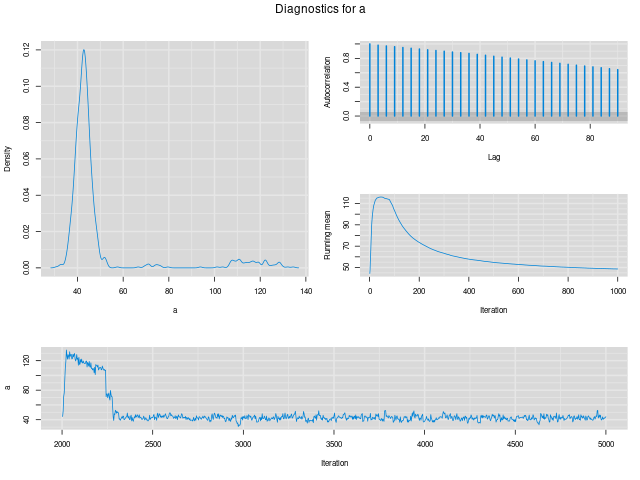 Diagnostics for a
Density
0.00 0.02 0.04 0.06 0.08 0.10 0.12
40 60 80 100 120 140
a
Autocorrelation
0.0 0.4 0.8
0 20 40 60 80
Lag
Running mean
50 70 90 110
0 200 400 600 800 1000
Iteration
a
40 80 120
2000 2500 3000 3500 4000 4500 5000
Iteration